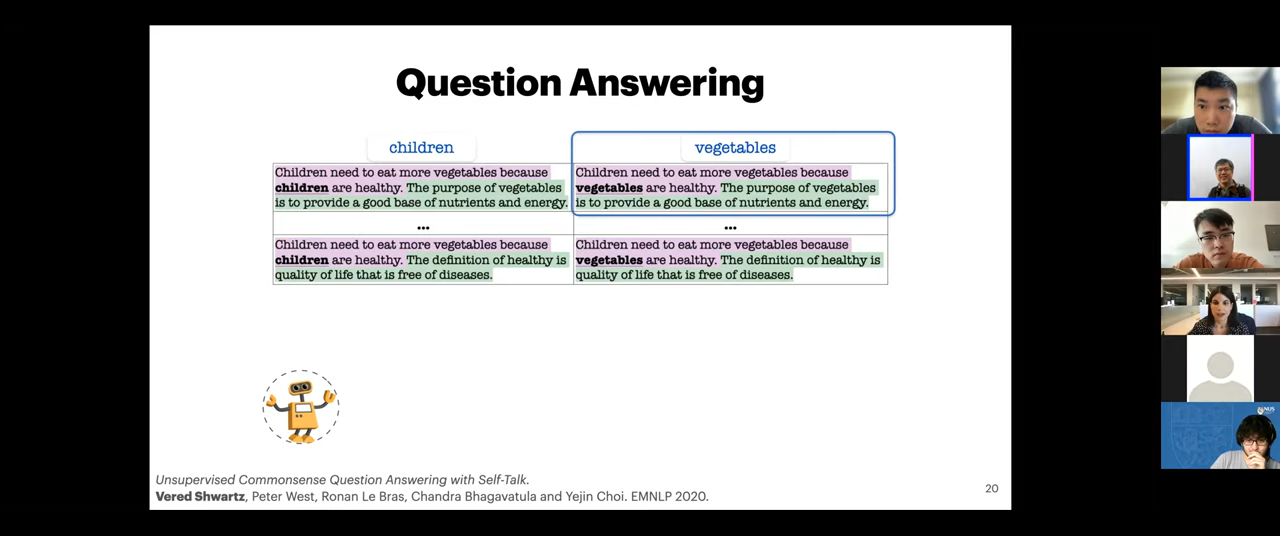 Question Answering
children
vegetables
Children need to eat more vegetables because
children are healthy. The purpose of vegetables
is to provide a good base of nutrients and energy.
Children need to eat more vegetables because
vegetables are healthy. The purpose of vegetables
is to provide a good base of nutrients and energy.
...
...
Children need to eat more vegetables because
children are healthy. The definition of healthy is
quality of life that is free of diseases.
Children need to eat more vegetables because
vegetables are healthy. The definition of healthy is
quality of life that is free of diseases.
Unsupervised Commonsense Question Answering with Self-Talk.
Vered Shwartz, Peter West, Ronan Le Bras, Chandra Bhagavatula and Yejin Choi. EMNLP 2020.
20
NUS